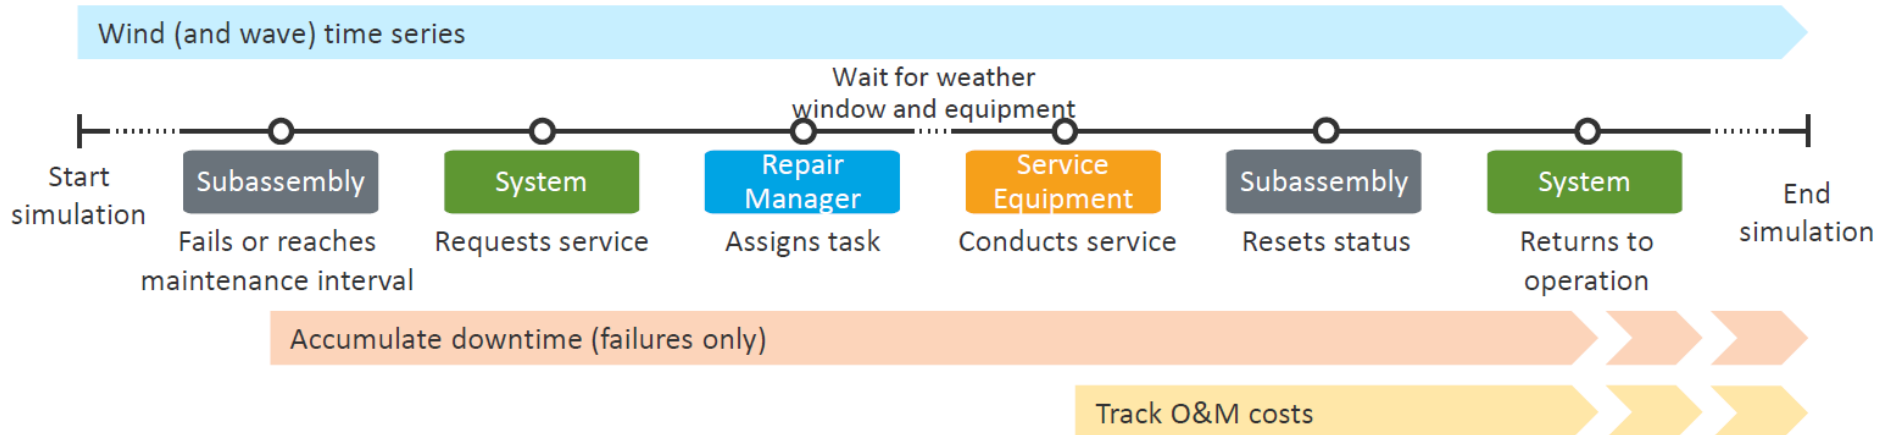 Wind (and wave) time series
Wait for weather
window and equipment
Start
simulation
Subassembly
Fails or reaches
maintenance interval
System
Requests service
Repair
Manager
Assigns task
Service
Equipment
Conducts service
Subassembly
Resets status
System
Returns to
operation
End
simulation
Accumulate downtime (failures only)
Track O&M costs